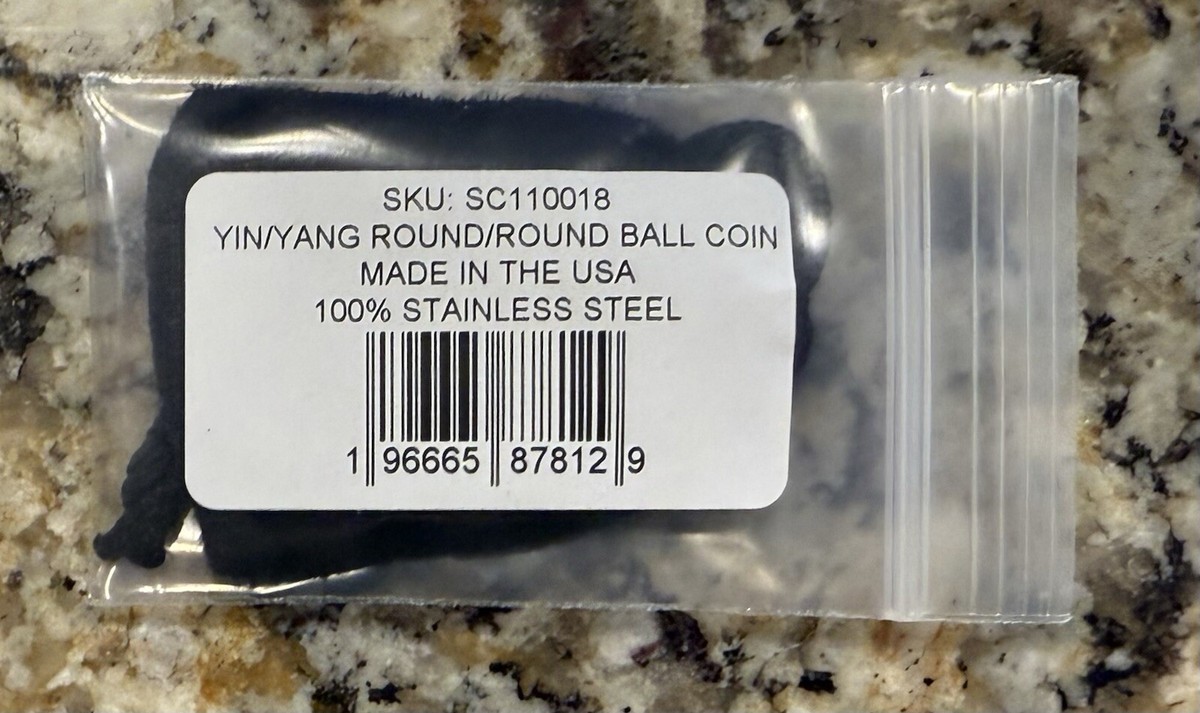 SKU: SC110018
YIN/YANG ROUND/ROUND BALL COIN
MADE IN THE USA
100% STAINLESS STEEL
1 96665 87812 9